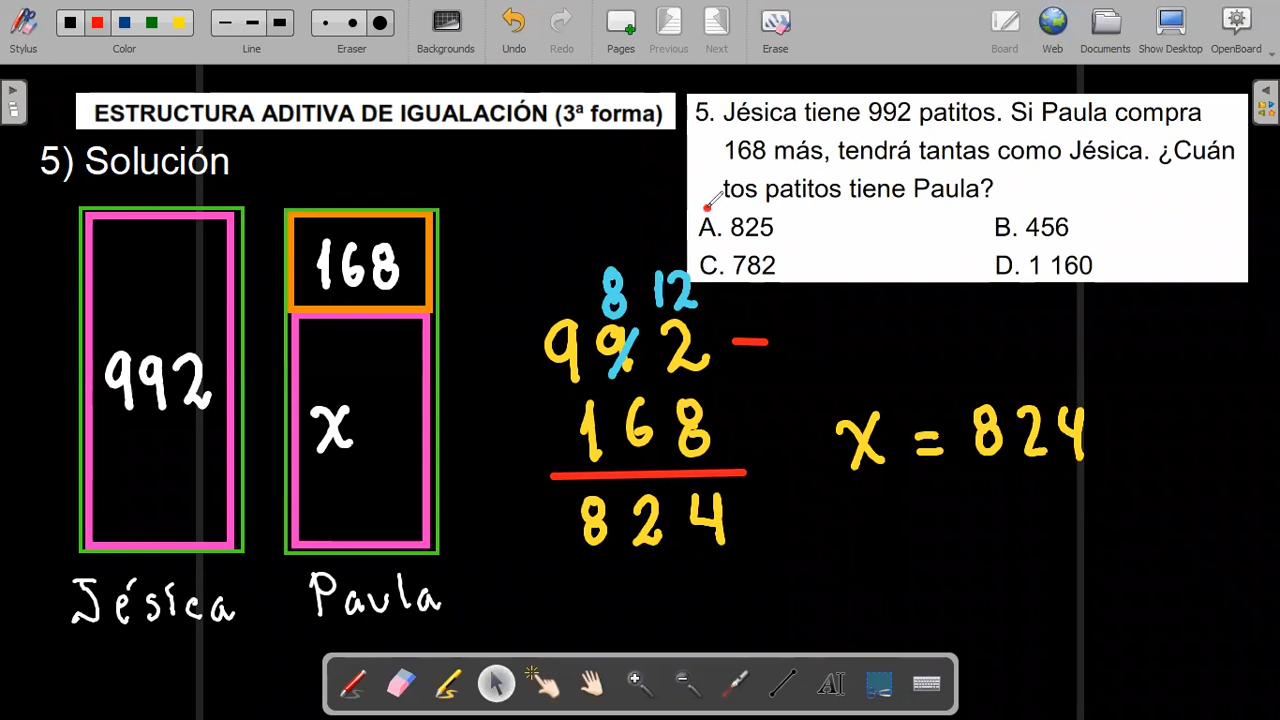 Stylus
Color
Line
Eraser
Backgrounds
Undo
Redo
Pages
Previous
Next
Erase
Board
Web
Documents
Show Desktop
OpenBoard
ESTRUCTURA ADITIVA DE IGUALACIÓN (3ª forma)
5. Jésica tiene 992 patitos. Si Paula compra
168 más, tendrá tantas como Jésica. ¿Cuán
tos patitos tiene Paula?
A. 825
B. 456
C. 782
D. 1 160
5) Solución
992
Jésica
168
x
Paula
8 12
992 -
168
824
x = 824
AI